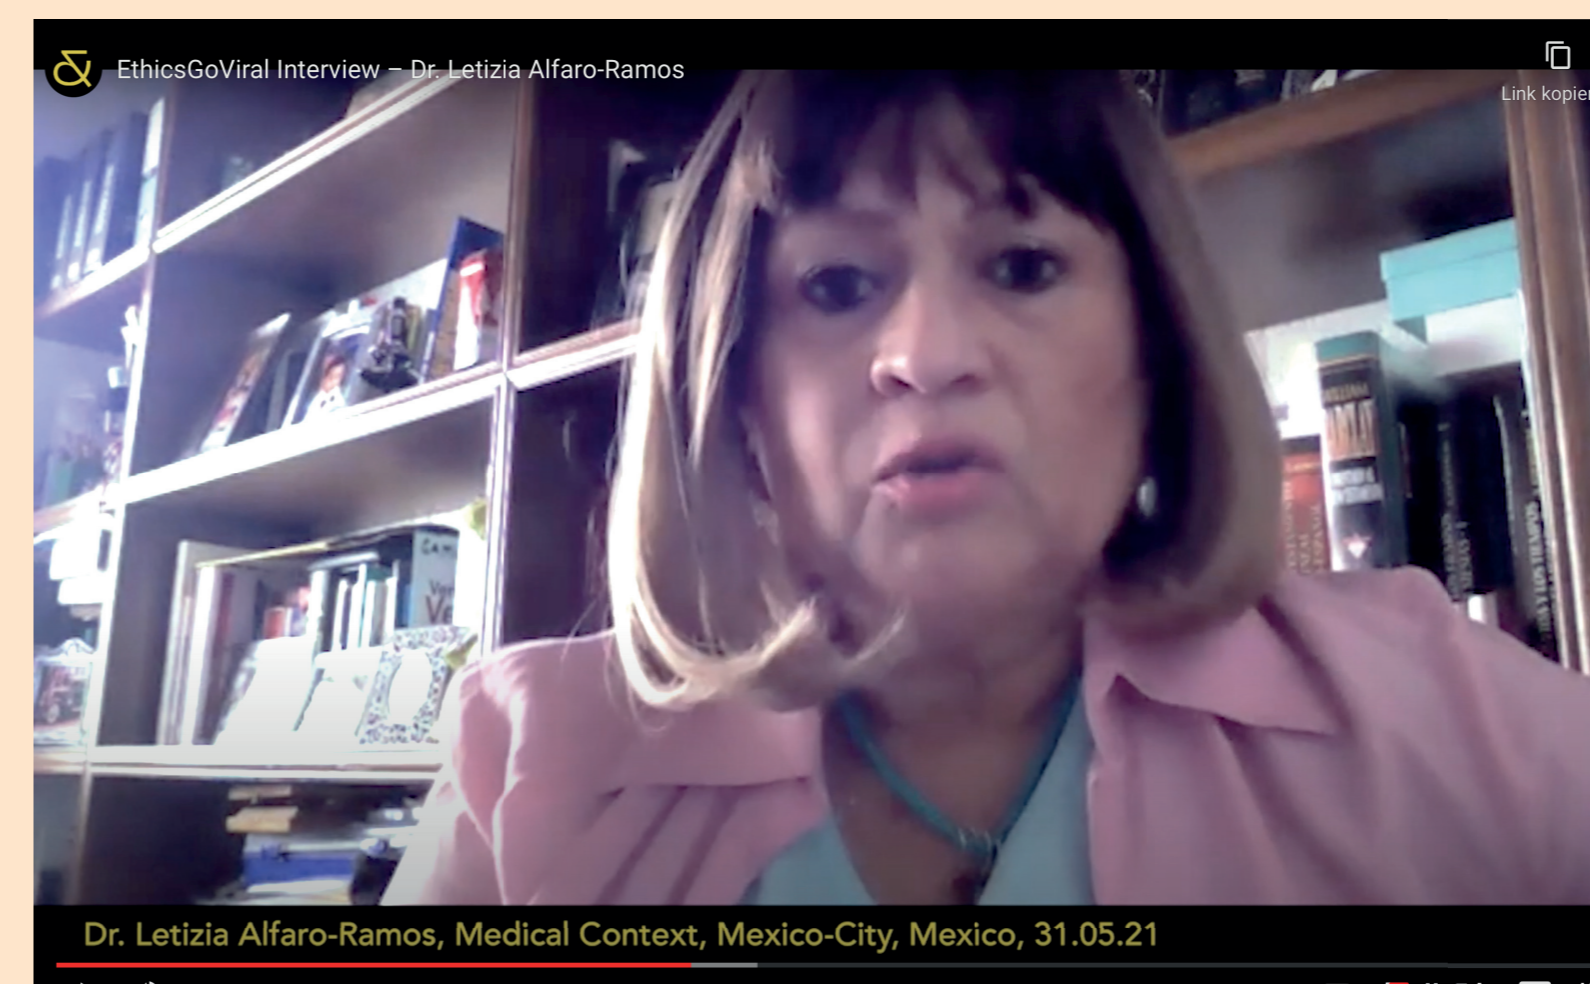 EthicsGoViral Interview – Dr. Letizia Alfaro-Ramos
Link kopier
Dr. Letizia Alfaro-Ramos, Medical Context, Mexico-City, Mexico, 31.05.21